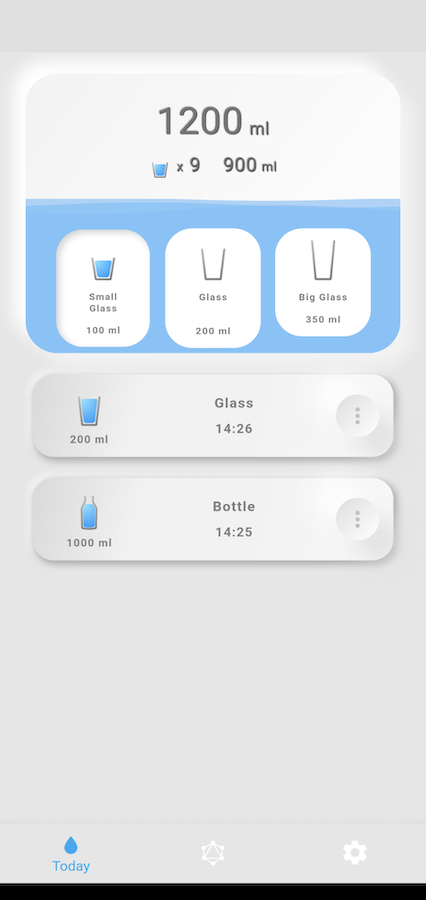 1200 ml
x 9 900 ml
Small Glass
100 ml
Glass
200 ml
Big Glass
350 ml
Glass
14:26
200 ml
Bottle
14:25
1000 ml
Today